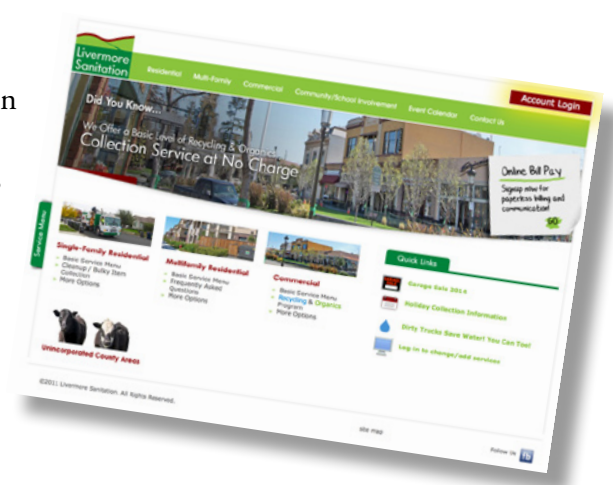 n
Livermore
Sanitation
Residential
Multi-Family
Commercial
Community/School Involvement
Event Calendar
Contact Us
Account Login
Did You Know...
We Offer a Basic Level of Recycling & Organics
Collection Service at No Charge
Online Bill Pay
Signup now for
paperless billing and
communication!
GO
Service Menu
Single-Family Residential
Basic Service Menu
Cleanup / Bulky Item
Collection
More Options
Multifamily Residential
Basic Service Menu
Frequently Asked
Questions
More Options
Commercial
Basic Service Menu
Recycling & Organics
Program
More Options
Quick Links
Garage Sale 2014
Holiday Collection Information
Dirty Trucks Save Water! You Can Too!
Log in to change/add services
Unincorporated County Areas
©2011 Livermore Sanitation. All Rights Reserved.
site map
Follow Us